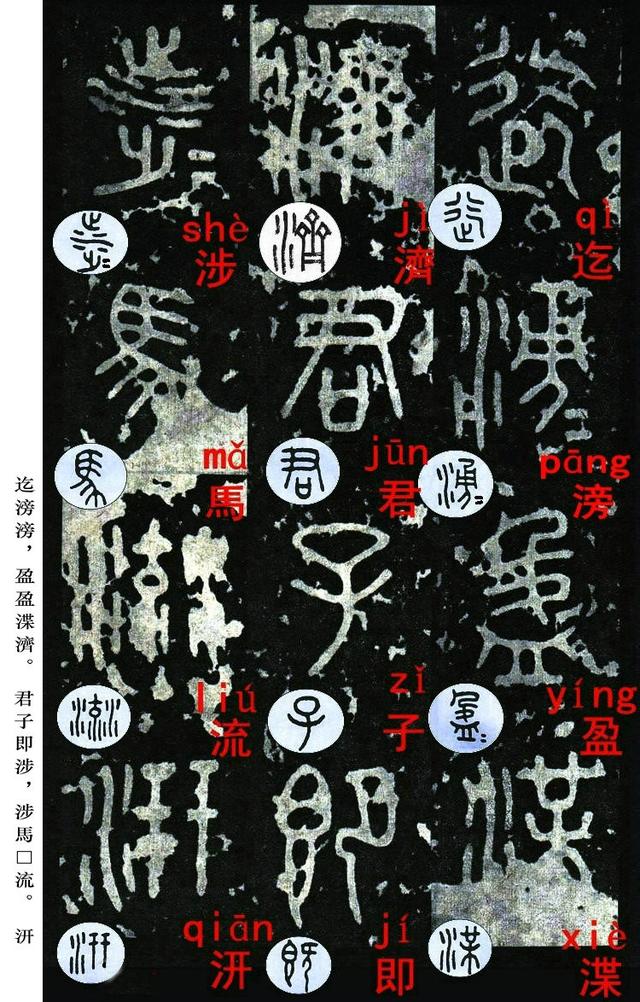 qì
迄
pāng
滂
yíng
盈
xiè
渫
jì
濟
jūn
君
zǐ
子
jí
即
shè
涉
mǎ
馬
liú
流
qiān
汧
迄滂滂，盈盈渫濟。 君子即涉，涉馬□流。 汧